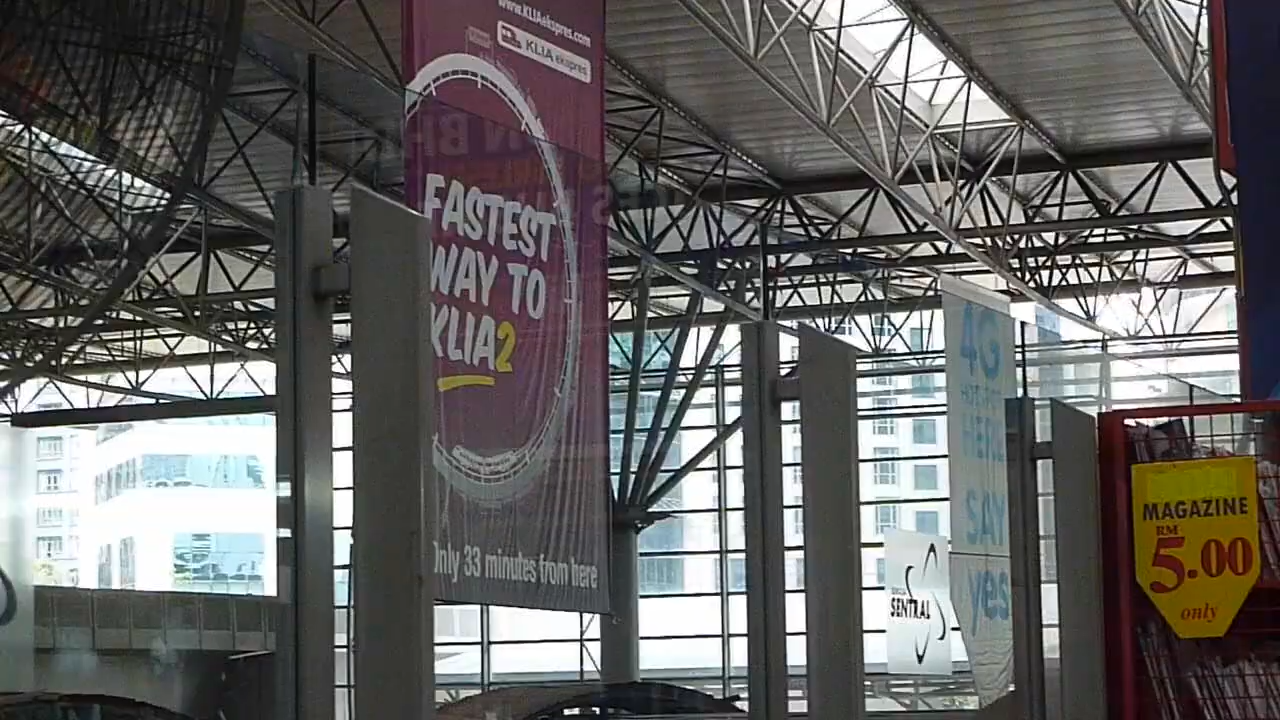 www.KLIAekspres.com
KLIA ekspres
FASTEST
WAY TO
KLIA2
Only 33 minutes from here
4G
HERE
SAY
yes
SENTRAL
MAGAZINE
RM
5.00
only